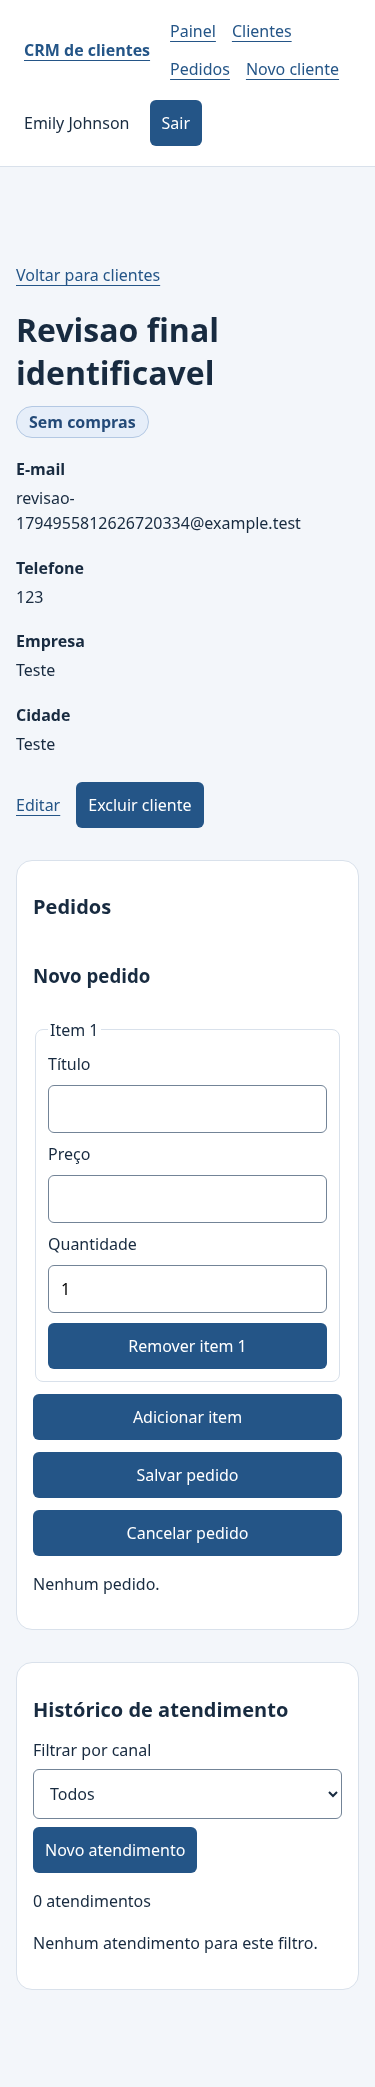 CRM de clientes
Painel Clientes
Pedidos Novo cliente
Emily Johnson Sair
Voltar para clientes
Revisao final
identificavel
Sem compras
E-mail
revisao-
1794955812626720334@example.test
Telefone
123
Empresa
Teste
Cidade
Teste
Editar Excluir cliente
Pedidos
Novo pedido
Item 1
Título
Preço
Quantidade
1
Remover item 1
Adicionar item
Salvar pedido
Cancelar pedido
Nenhum pedido.
Histórico de atendimento
Filtrar por canal
Todos
Novo atendimento
0 atendimentos
Nenhum atendimento para este filtro.